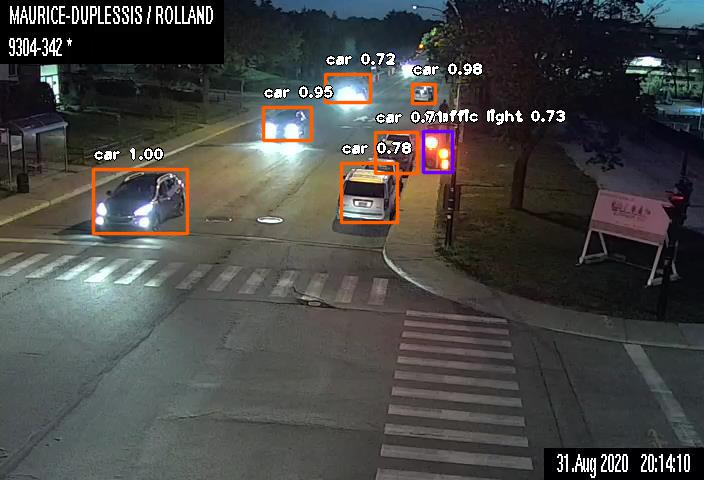 MAURICE-DUPLESSIS / ROLLAND
9304-342 *
car 0.72
car 0.98
car 0.95
car 0.71
traffic light 0.73
car 0.78
car 1.00
31.Aug 2020 20:14:10